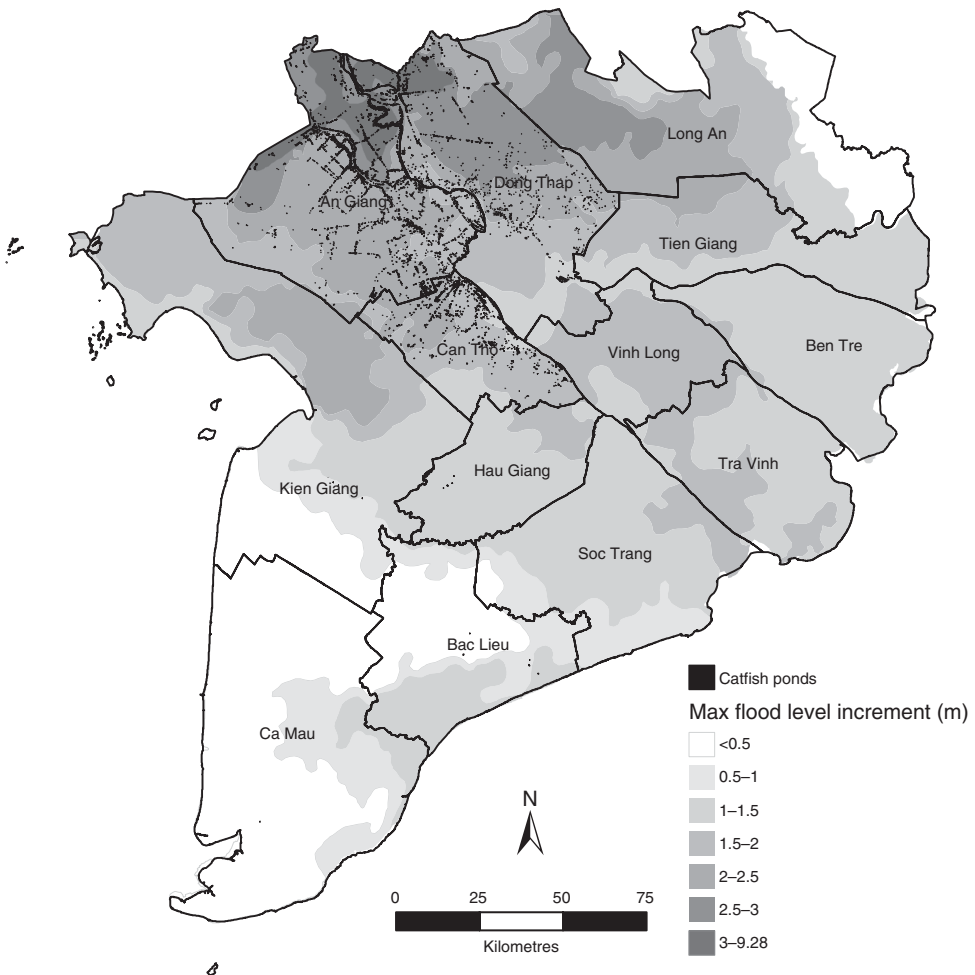 Long An
Dong Thap
An Giang
Tien Giang
Can Tho
Vinh Long
Ben Tre
Hau Giang
Tra Vinh
Kien Giang
Soc Trang
Bac Lieu
Ca Mau
Catfish ponds
Max flood level increment (m)
<0.5
0.5–1
1–1.5
1.5–2
2–2.5
2.5–3
3–9.28
N
0 25 50 75
Kilometres